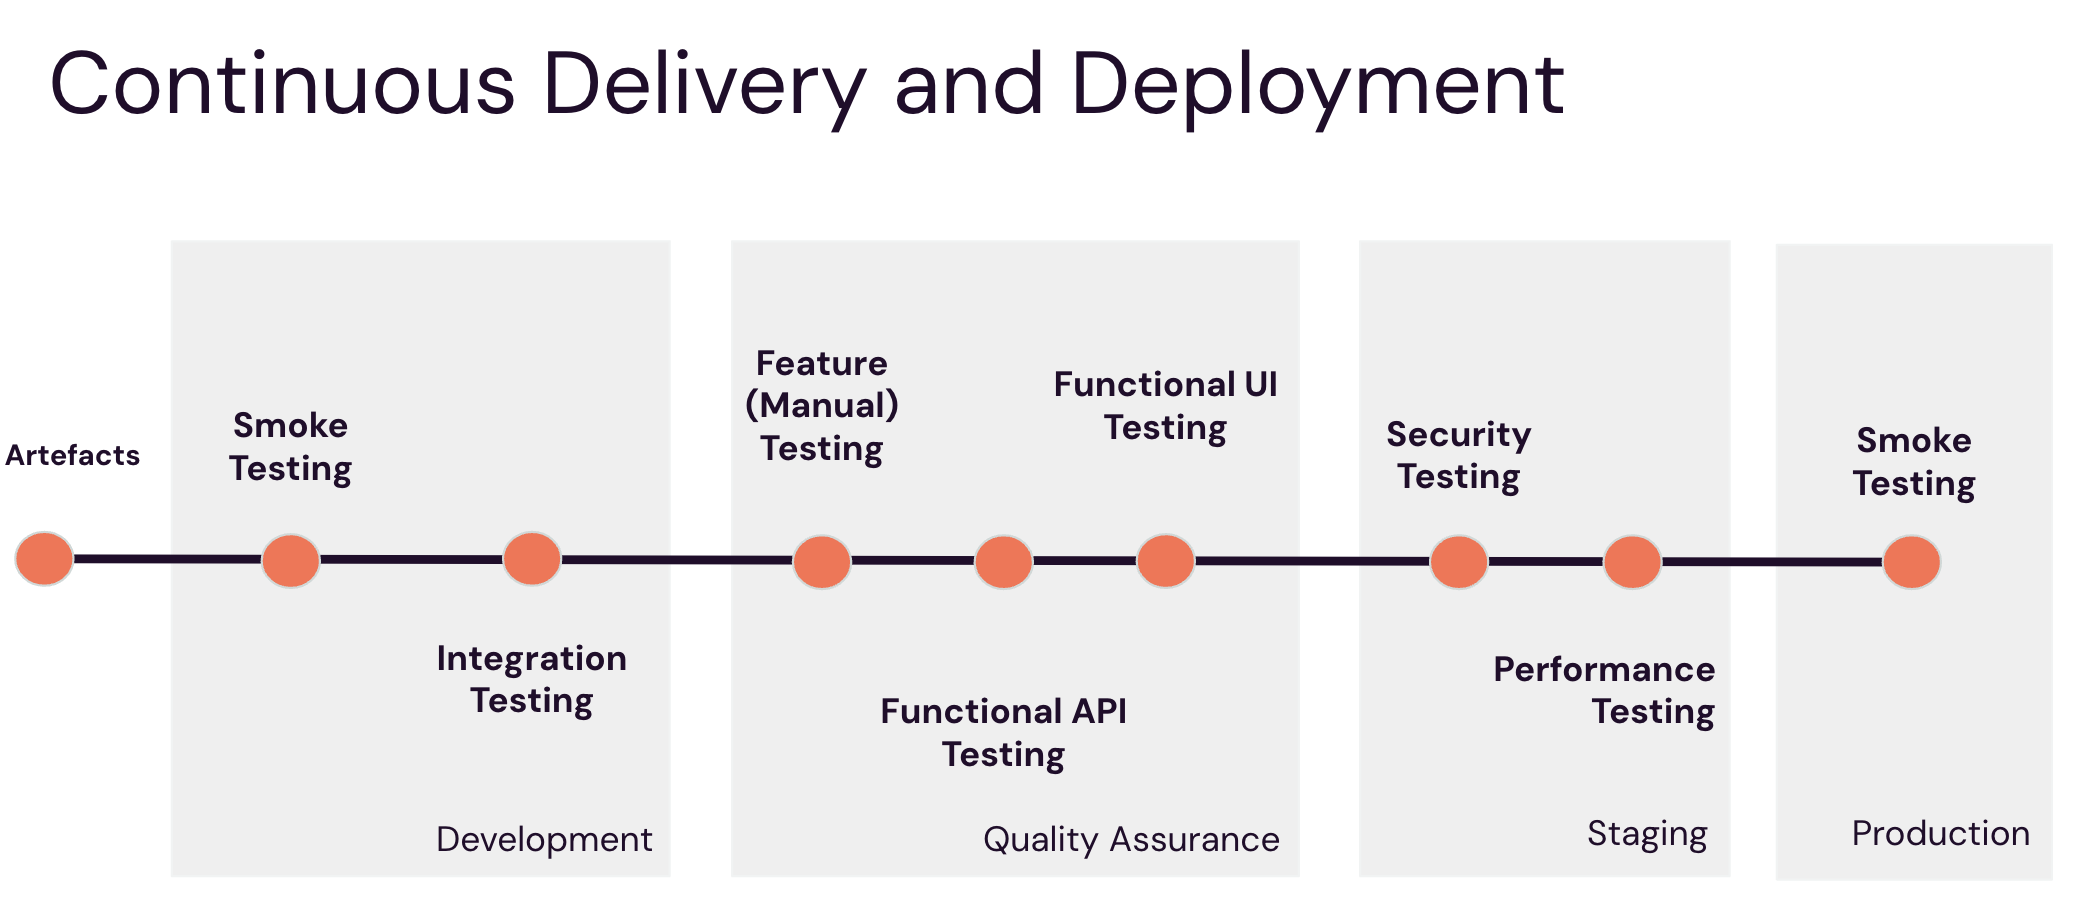 Continuous Delivery and Deployment
Artefacts
Smoke
Testing
Integration
Testing
Development
Feature
(Manual)
Testing
Functional API
Testing
Functional UI
Testing
Quality Assurance
Security
Testing
Performance
Testing
Staging
Smoke
Testing
Production